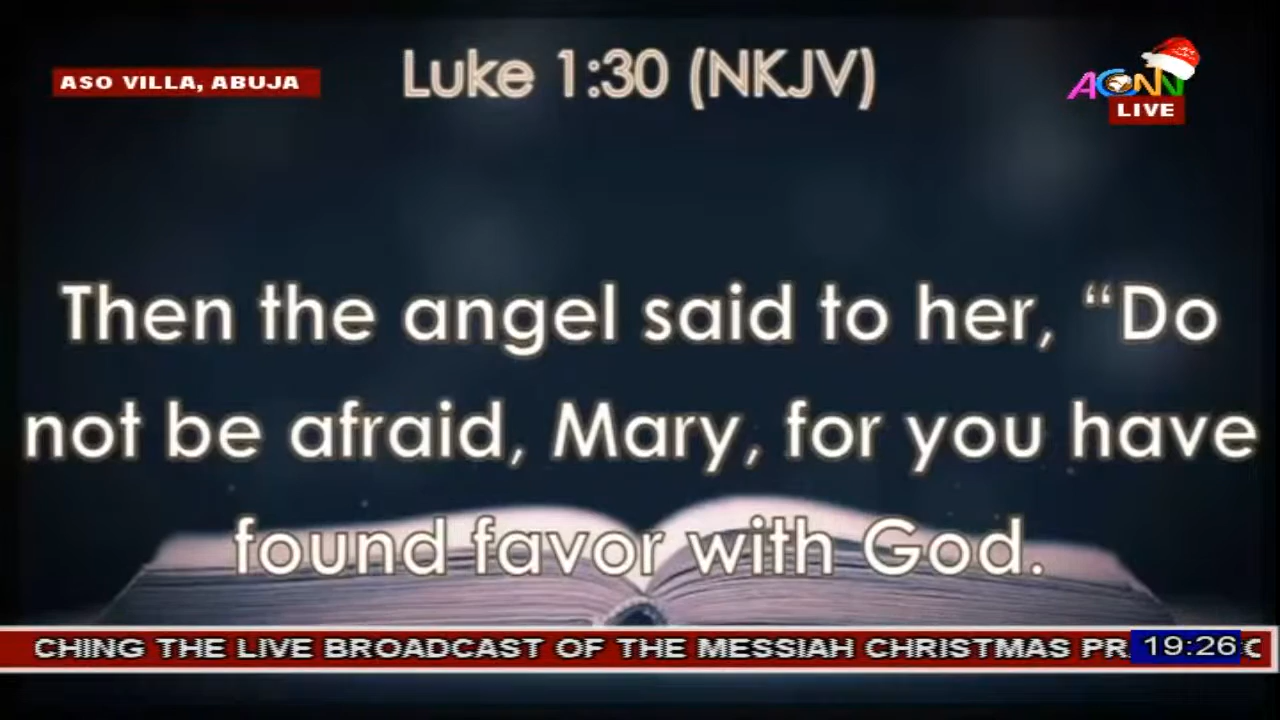 Luke 1:30 (NKJV)
ASO VILLA, ABUJA
ACNN
LIVE
Then the angel said to her, “Do
not be afraid, Mary, for you have
found favor with God.
CHING THE LIVE BROADCAST OF THE MESSIAH CHRISTMAS PR
19:26